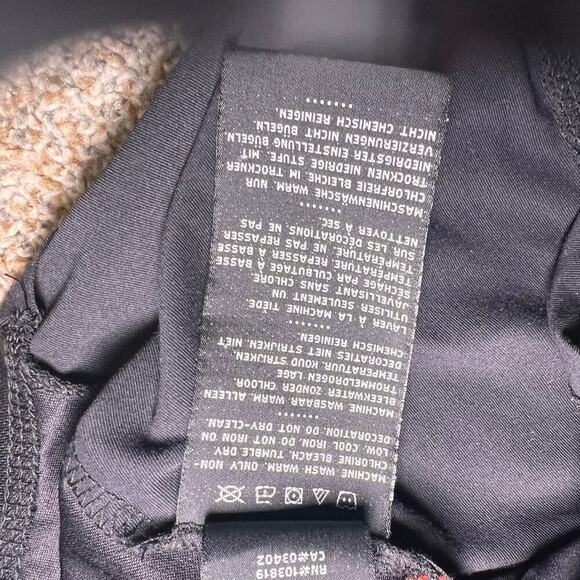 RN#103819
CA#03402
MACHINE WASH WARM. ONLY NON-
CHLORINE BLEACH. TUMBLE DRY
LOW. COOL IRON. DO NOT IRON ON
DECORATION. DO NOT DRY-CLEAN
MACHINE WASBAAR WARM. ALLEEN
BLEEKWATER ZONDER CHLOOR.
TROMMELDROGEN LAGE
TEMPERATUUR. KOUD STRIJKEN.
DECORATIES NIET STRIJKEN. NIET
CHEMISCH REINIGEN.
LAVER À LA MACHINE, TIÈDE.
UTILISER SEULEMENT UN
JAVELLISANT SANS CHLORE.
SÉCHAGE PAR CULBUTAGE À BASSE
TEMPÉRATURE. REPASSER À BASSE
TEMPÉRATURE. NE PAS REPASSER
SUR LES DÉCORATIONS. NE PAS
NETTOYER À SEC.
MASCHINENWÄSCHE WARM. NUR
CHLORFREIE BLEICHE. IM TROCKNER
TROCKNEN NIEDRIGE STUFE. MIT
NIEDRIGSTER EINSTELLUNG BÜGELN.
VERZIERUNGEN NICHT BÜGELN.
NICHT CHEMISCH REINIGEN.